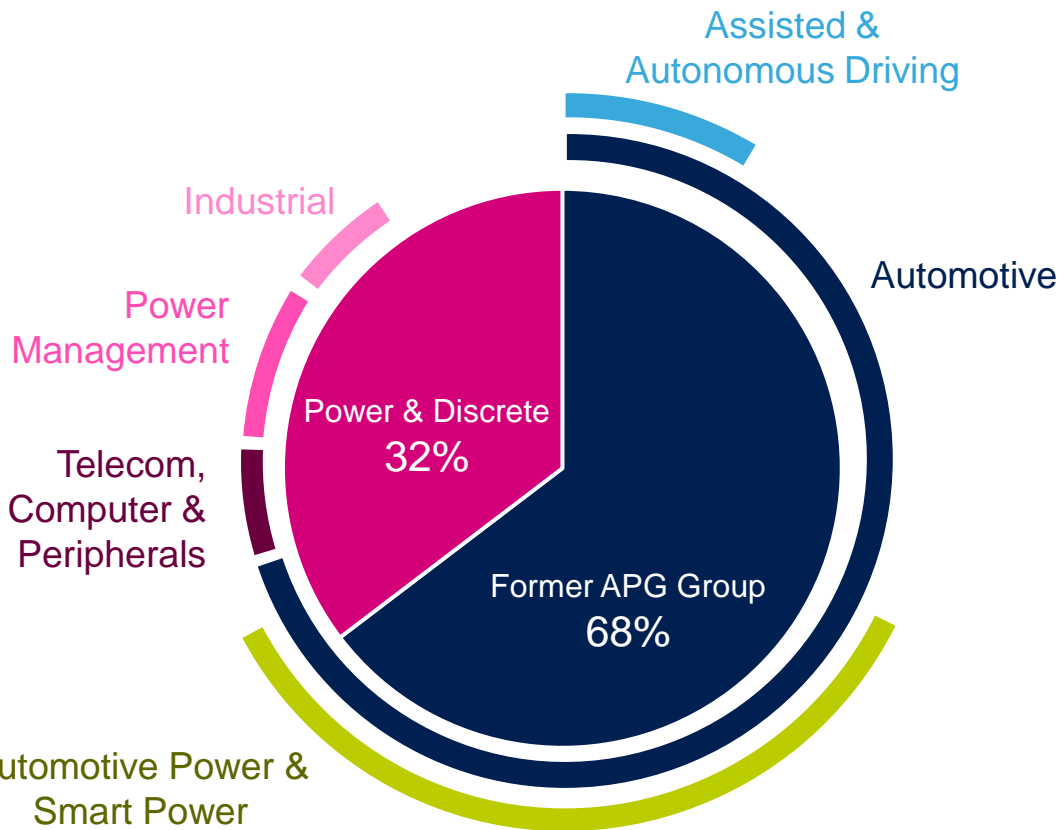 Assisted &
Autonomous Driving
Industrial
Automotive
Power
Management
Power & Discrete
32%
Telecom,
Computer &
Peripherals
Former APG Group
68%
utomotive Power &
Smart Power